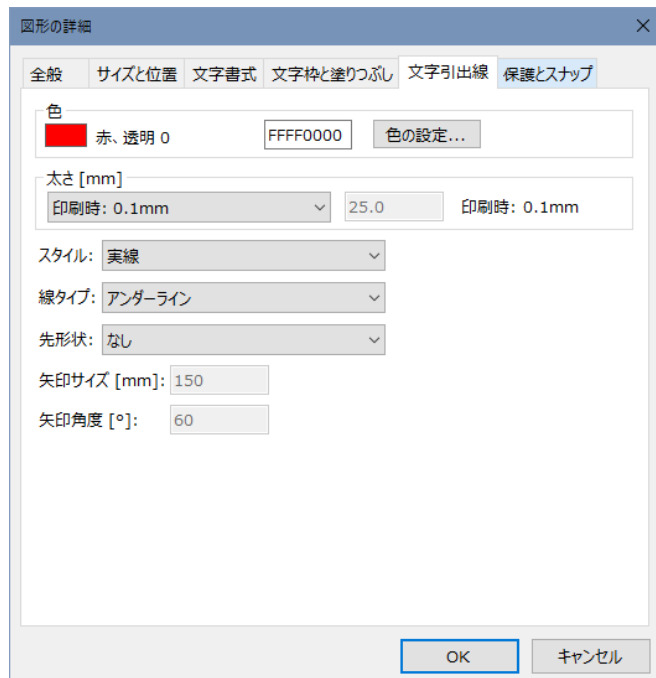 図形の詳細
全般 サイズと位置 文字書式 文字枠と塗りつぶし 文字引出線 保護とスナップ
色
赤、透明 0 FFFF0000 色の設定...
太さ [mm]
印刷時: 0.1mm 25.0 印刷時: 0.1mm
スタイル: 実線
線タイプ: アンダーライン
先形状: なし
矢印サイズ [mm]: 150
矢印角度 [°]: 60
OK キャンセル